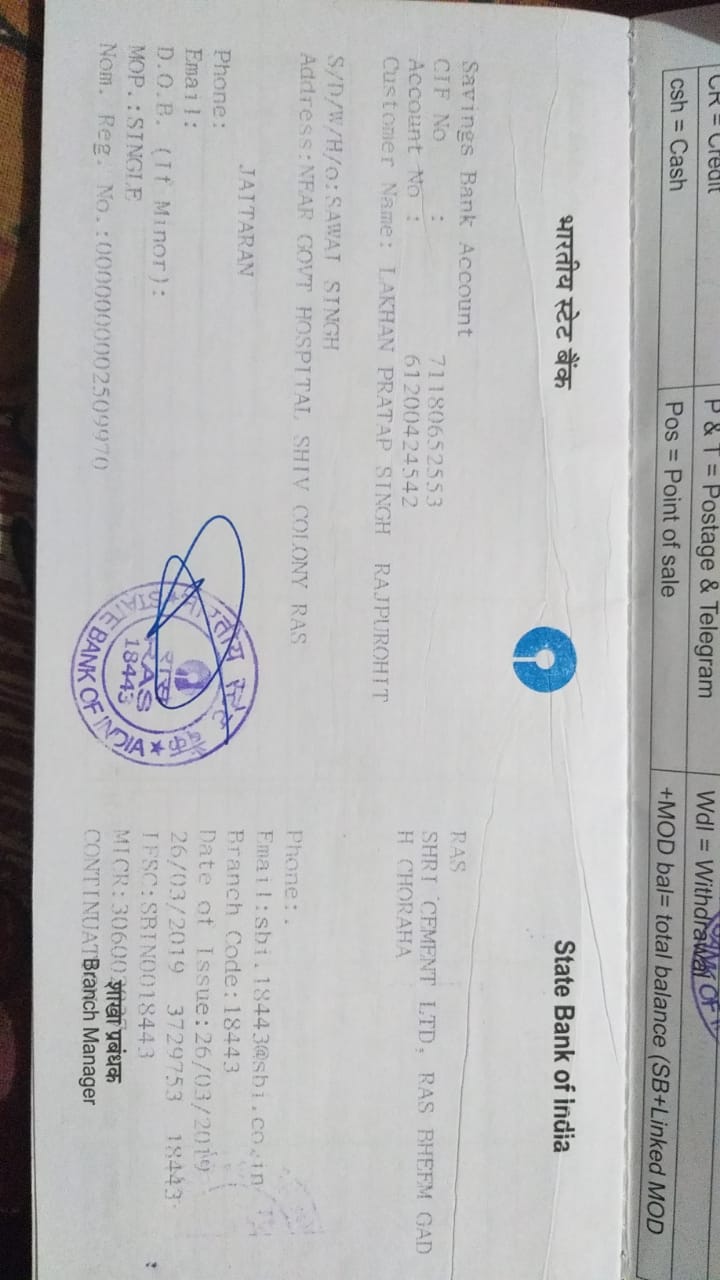 csh = Cash
Pos = Point of sale
+MOD bal= total balance (SB+Linked MOD
P & T = Postage & Telegram
Wdl = Withdrawal
भारतीय स्टेट बैंक
State Bank of india
Savings Bank Account
CIF No : 71180652553
Account No : 61200424542
Customer Name: LAKHAN PRATAP SINGH RAJPUROHIT
S/D/W/H/o:SAWAI SINGH
Address:NEAR GOVT HOSPITAL SHIV COLONY RAS
JAITARAN
Phone:
Email:
D.O.B. (If Minor):
MOP.:SINGLE
Nom. Reg. No.:0000000002509970
RAS
SHRI CEMENT LTD, RAS BHEEM GAD
H CHORAHA
Phone:.
Email:sbi.18443@sbi.co.in
Branch Code:18443
Date of Issue:26/03/2019
26/03/2019 3729753 18443
IFSC:SBIN0018443
MICR:
शाखा प्रबंधक
Branch Manager
भारतीय स्टेट बैंक
रास
RAS
18443
STATE BANK OF INDIA